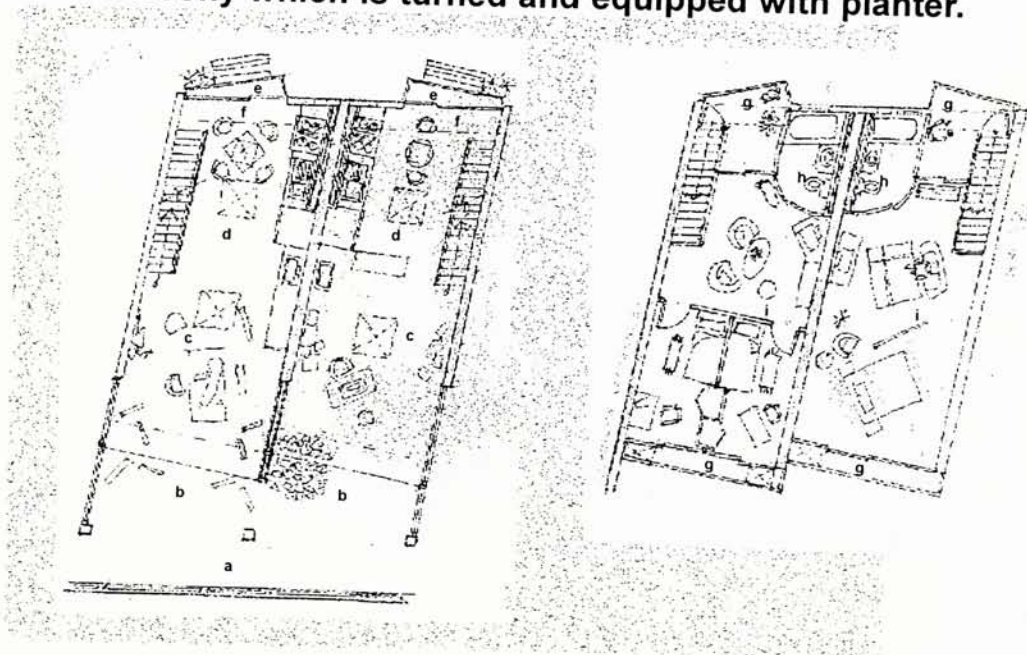 which is turned and equipped with planter.
e e
f f
d d
c c
b b
a
g g
h h
g g